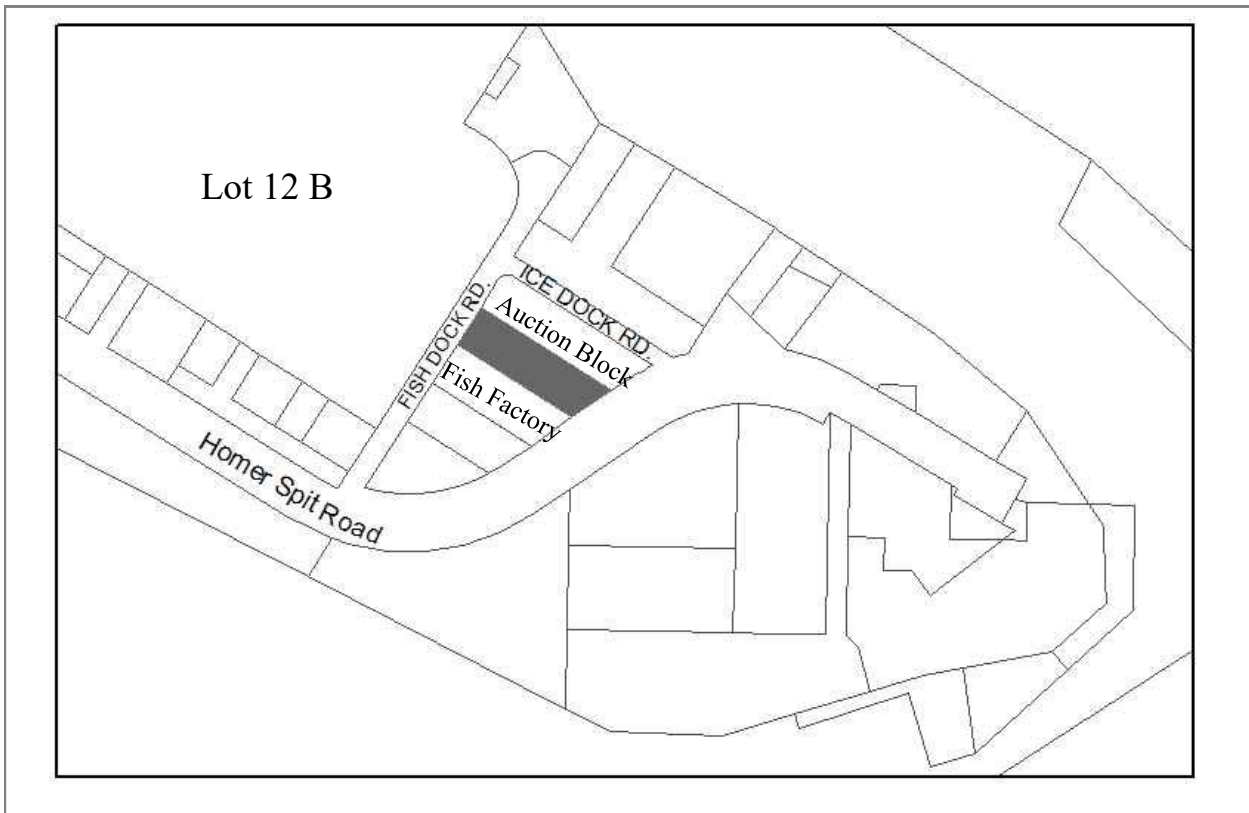 Lot 12 B
ICE DOCK RD.
FISH DOCK RD.
Auction Block
Fish Factory
Homer Spit Road